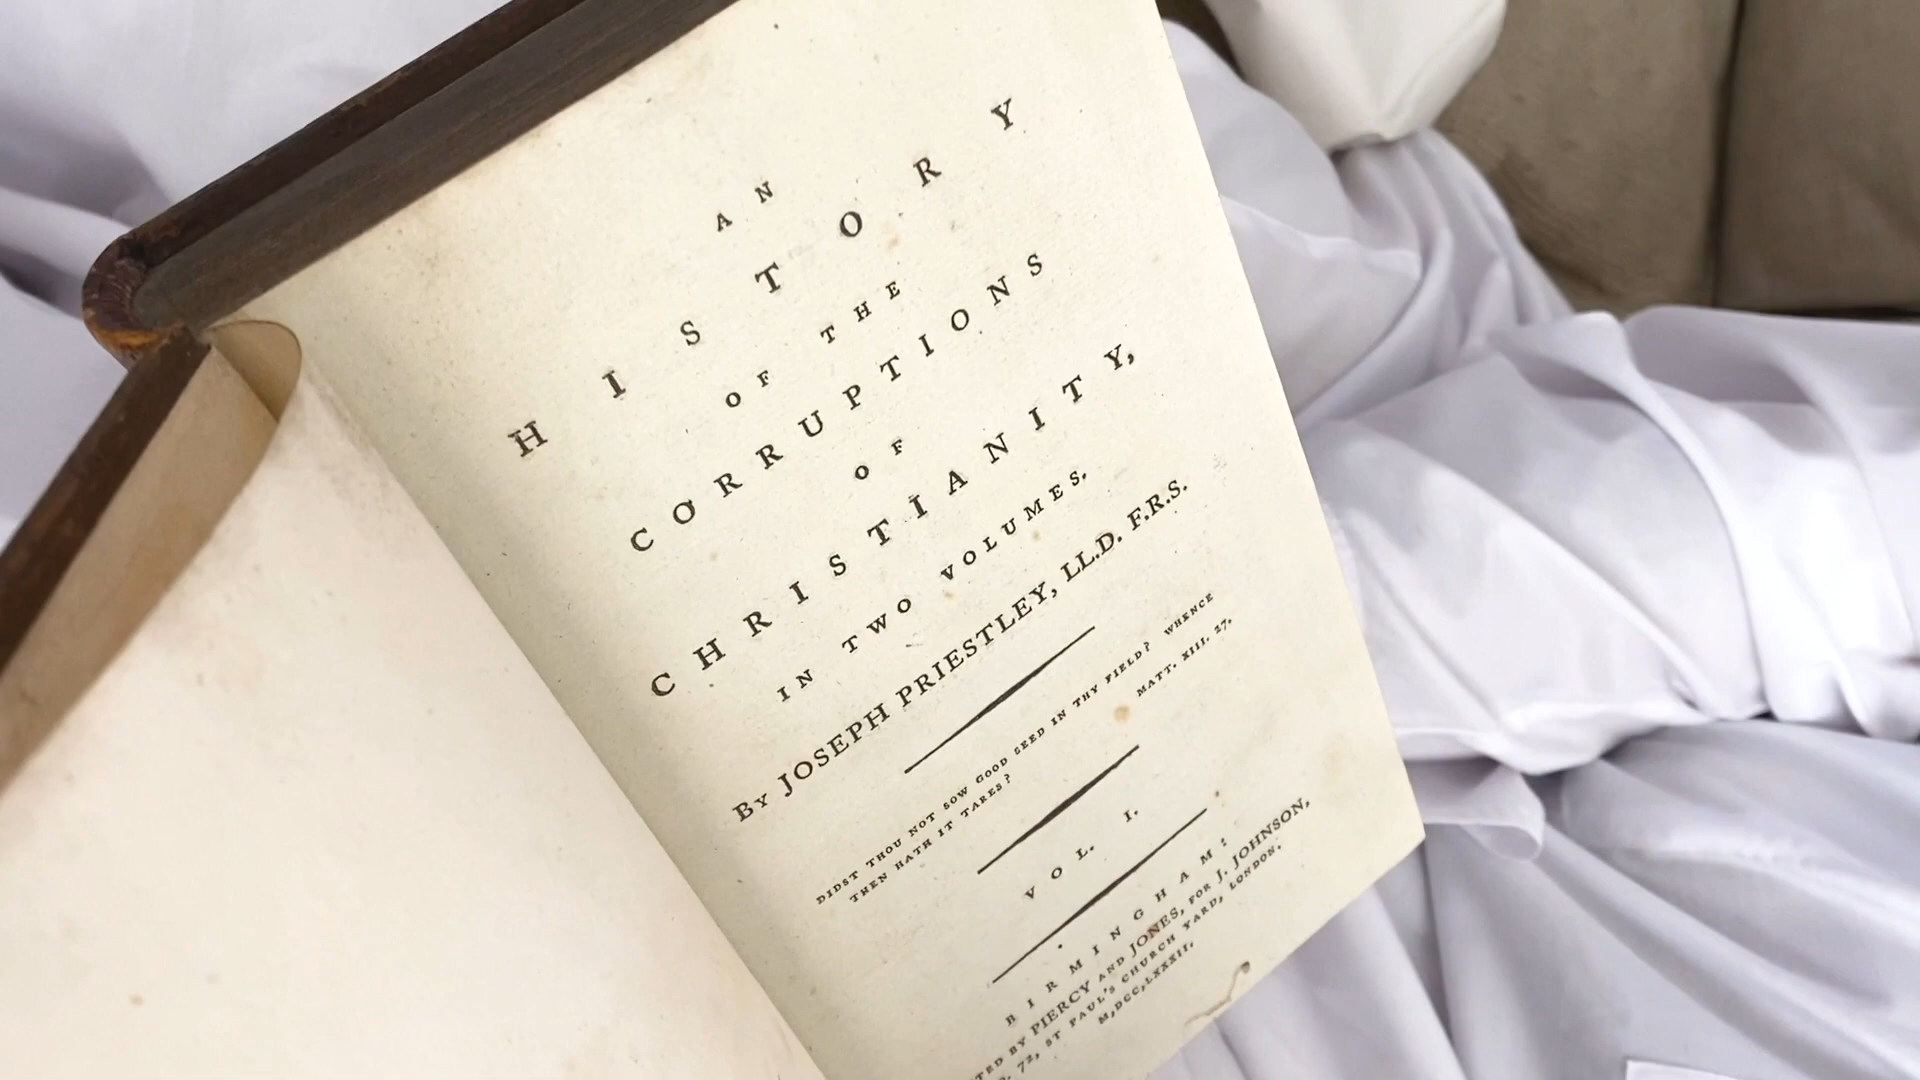 AN
HISTORY
OF THE
CORRUPTIONS
OF
CHRISTIANITY,
IN TWO VOLUMES.
By JOSEPH PRIESTLEY, LL.D. F.R.S.
DIDST THOU NOT SOW GOOD SEED IN THY FIELD? WHENCE
THEN HATH IT TARES? MATT. XIII. 27.
VOL. I.
BIRMINGHAM:
BY PIERCY AND JONES, FOR J. JOHNSON,
72, ST PAUL'S CHURCH YARD, LONDON.
M,DCC,LXXXII.